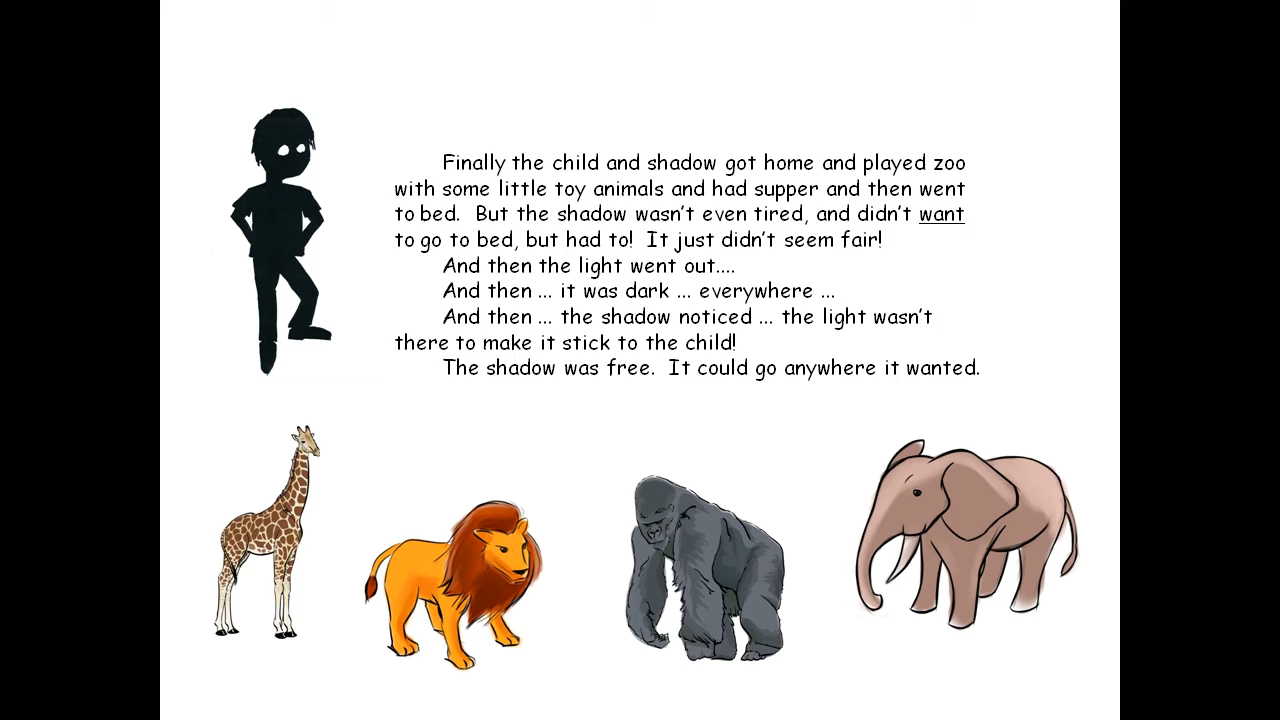 Finally the child and shadow got home and played zoo
with some little toy animals and had supper and then went
to bed.  But the shadow wasn't even tired, and didn't want
to go to bed, but had to!  It just didn't seem fair!
And then the light went out....
And then ... it was dark ... everywhere ...
And then ... the shadow noticed ... the light wasn't
there to make it stick to the child!
The shadow was free.  It could go anywhere it wanted.